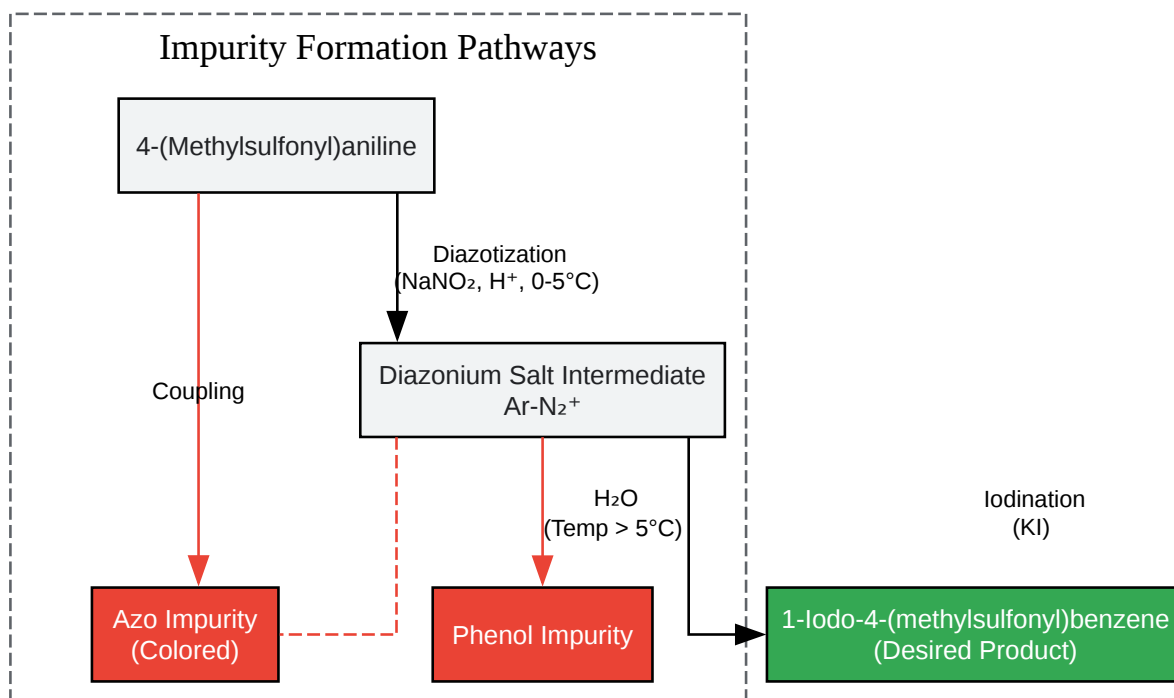 Impurity Formation Pathways
4-(Methylsulfonyl)aniline
Diazotization
(NaNO₂, H⁺, 0-5°C)
Diazonium Salt Intermediate
Ar-N₂⁺
Coupling
H₂O
(Temp > 5°C)
Iodination
(KI)
Azo Impurity
(Colored)
Phenol Impurity
1-Iodo-4-(methylsulfonyl)benzene
(Desired Product)